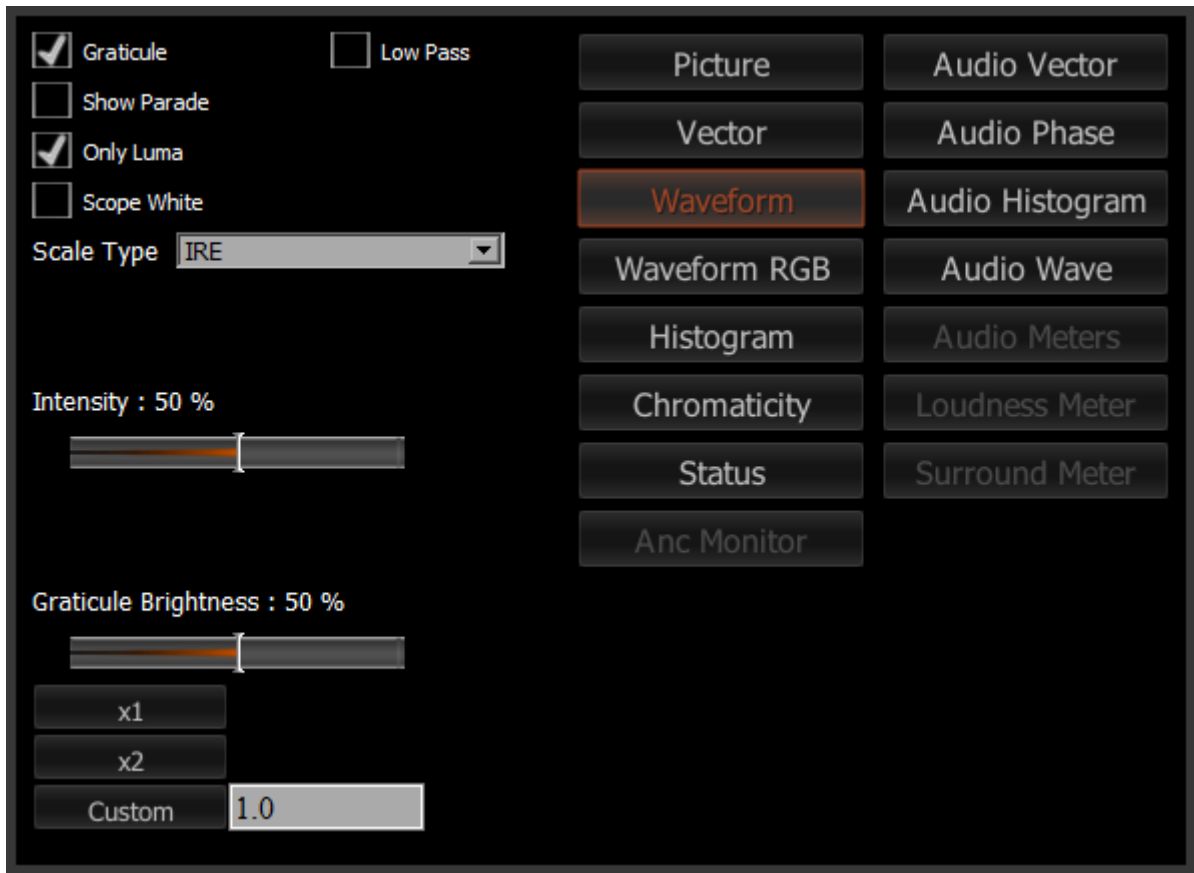 Graticule
Low Pass
Show Parade
Only Luma
Scope White
Scale Type IRE
Intensity : 50 %
Graticule Brightness : 50 %
x1
x2
Custom 1.0
Picture
Vector
Waveform
Waveform RGB
Histogram
Chromaticity
Status
Anc Monitor
Audio Vector
Audio Phase
Audio Histogram
Audio Wave
Audio Meters
Loudness Meter
Surround Meter